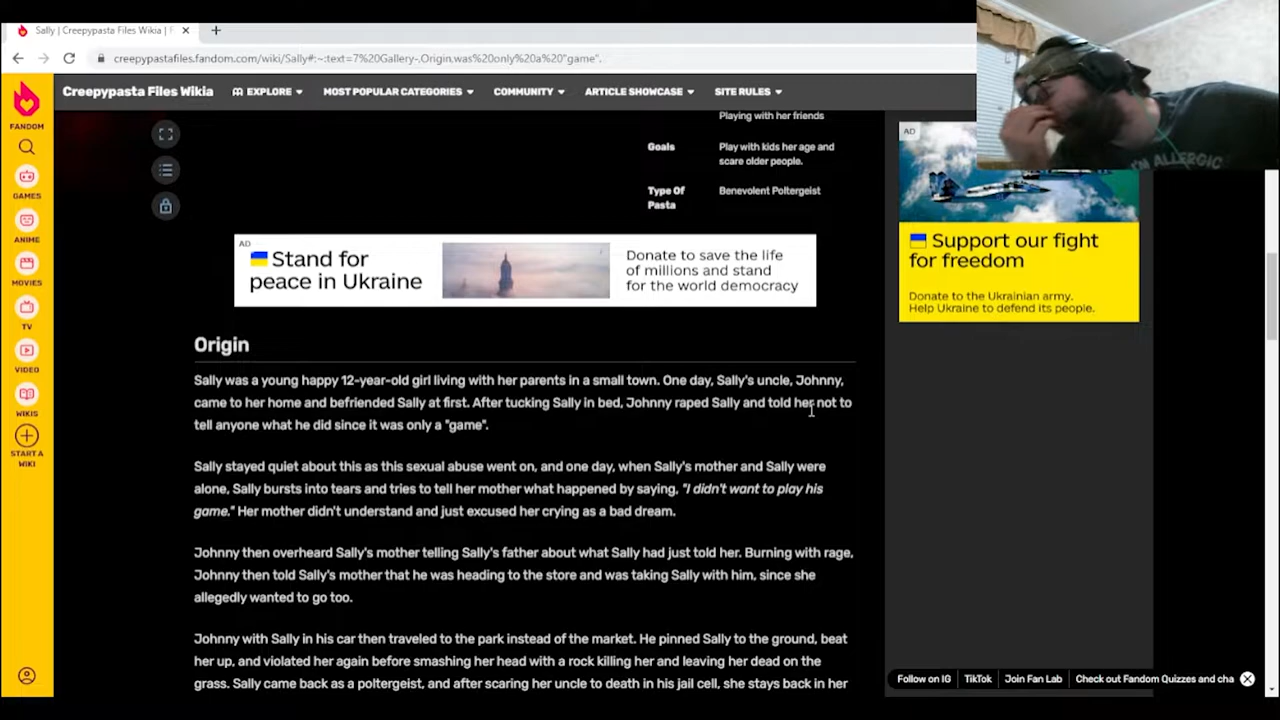 Sally | Creepypasta Files Wikia | F
creepypastafiles.fandom.com/wiki/Sally#:~:text=7%20Gallery-,Origin,was%20only%20a%20"game".
FANDOM
GAMES
ANIME
MOVIES
TV
VIDEO
WIKIS
START A
WIKI
Creepypasta Files Wikia
EXPLORE
MOST POPULAR CATEGORIES
COMMUNITY
ARTICLE SHOWCASE
SITE RULES
Playing with her friends
Goals
Play with kids her age and
scare older people.
Type Of
Pasta
Benevolent Poltergeist
AD
Stand for
peace in Ukraine
Donate to save the life
of millions and stand
for the world democracy
Origin
Sally was a young happy 12-year-old girl living with her parents in a small town. One day, Sally's uncle, Johnny,
came to her home and befriended Sally at first. After tucking Sally in bed, Johnny raped Sally and told her not to
tell anyone what he did since it was only a "game".
Sally stayed quiet about this as this sexual abuse went on, and one day, when Sally's mother and Sally were
alone, Sally bursts into tears and tries to tell her mother what happened by saying, "I didn't want to play his
game." Her mother didn't understand and just excused her crying as a bad dream.
Johnny then overheard Sally's mother telling Sally's father about what Sally had just told her. Burning with rage,
Johnny then told Sally's mother that he was heading to the store and was taking Sally with him, since she
allegedly wanted to go too.
Johnny with Sally in his car then traveled to the park instead of the market. He pinned Sally to the ground, beat
her up, and violated her again before smashing her head with a rock killing her and leaving her dead on the
grass. Sally came back as a poltergeist, and after scaring her uncle to death in his jail cell, she stays back in her
AD
Support our fight
for freedom
Donate to the Ukrainian army.
Help Ukraine to defend its people.
I'M ALLERGIC
Follow on IG
TikTok
Join Fan Lab
Check out Fandom Quizzes and cha